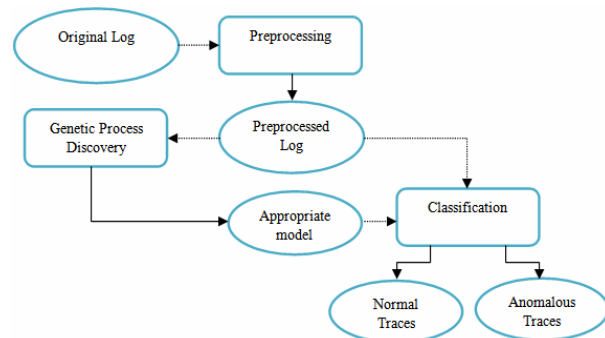 Original Log
Preprocessing
Genetic Process
Discovery
Preprocessed
Log
Appropriate
model
Classification
Normal
Traces
Anomalous
Traces